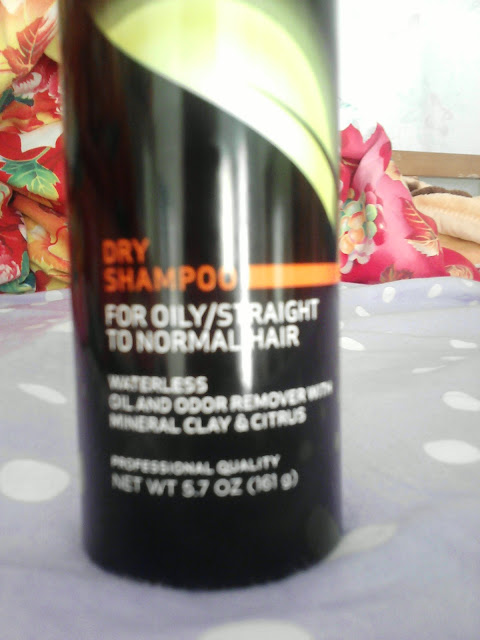 DRY
SHAMPOO
FOR OILY/STRAIGHT
TO NORMAL HAIR
WATERLESS
OIL AND ODOR REMOVER WITH
MINERAL CLAY & CITRUS
PROFESSIONAL QUALITY
NET WT 5.7 OZ (161 g)